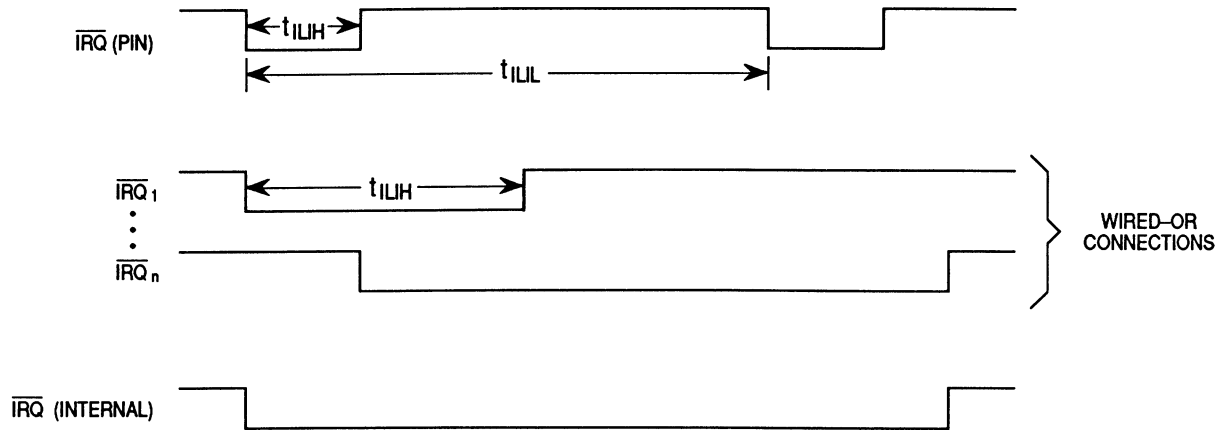 IRQ (PIN)
tILIH
tILIL
IRQ1
tILIH
IRQn
WIRED–OR
CONNECTIONS
IRQ (INTERNAL)